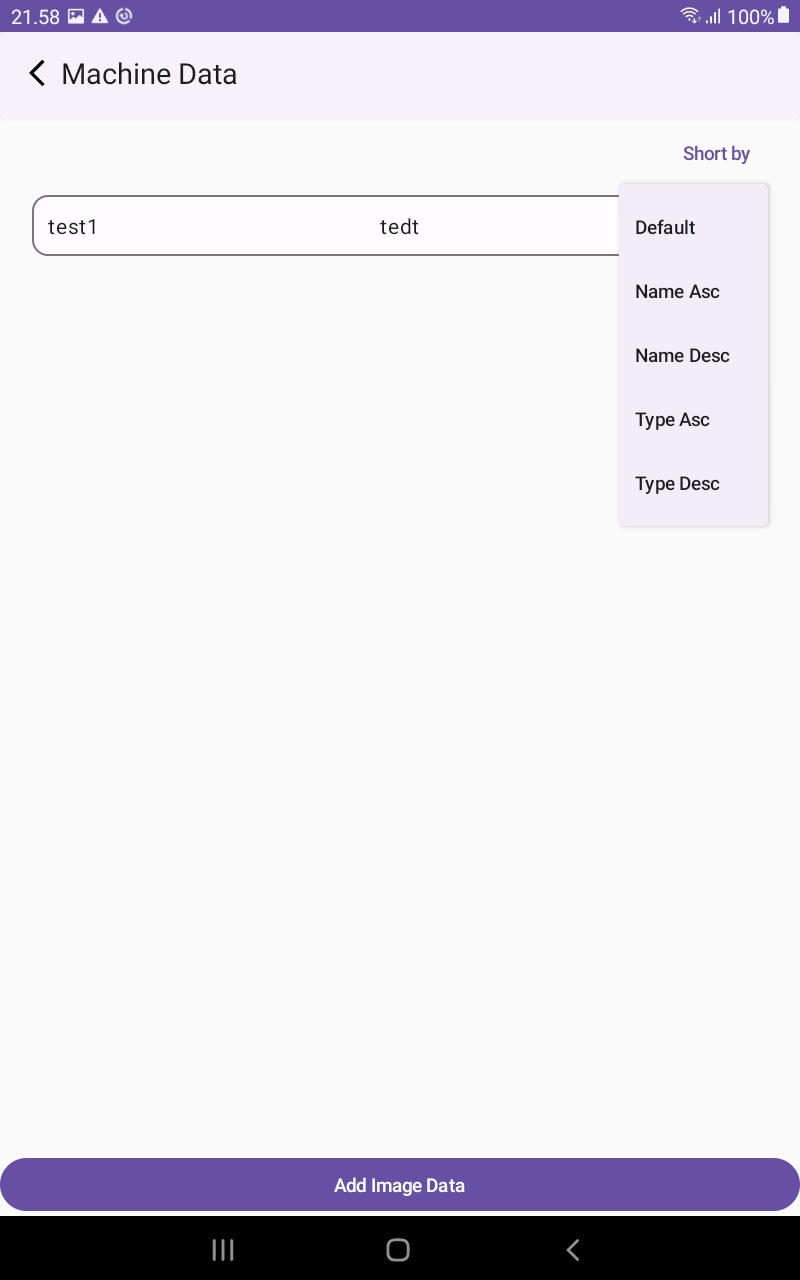 21.58 100%
Machine Data
Short by
test1 tedt
Default
Name Asc
Name Desc
Type Asc
Type Desc
Add Image Data